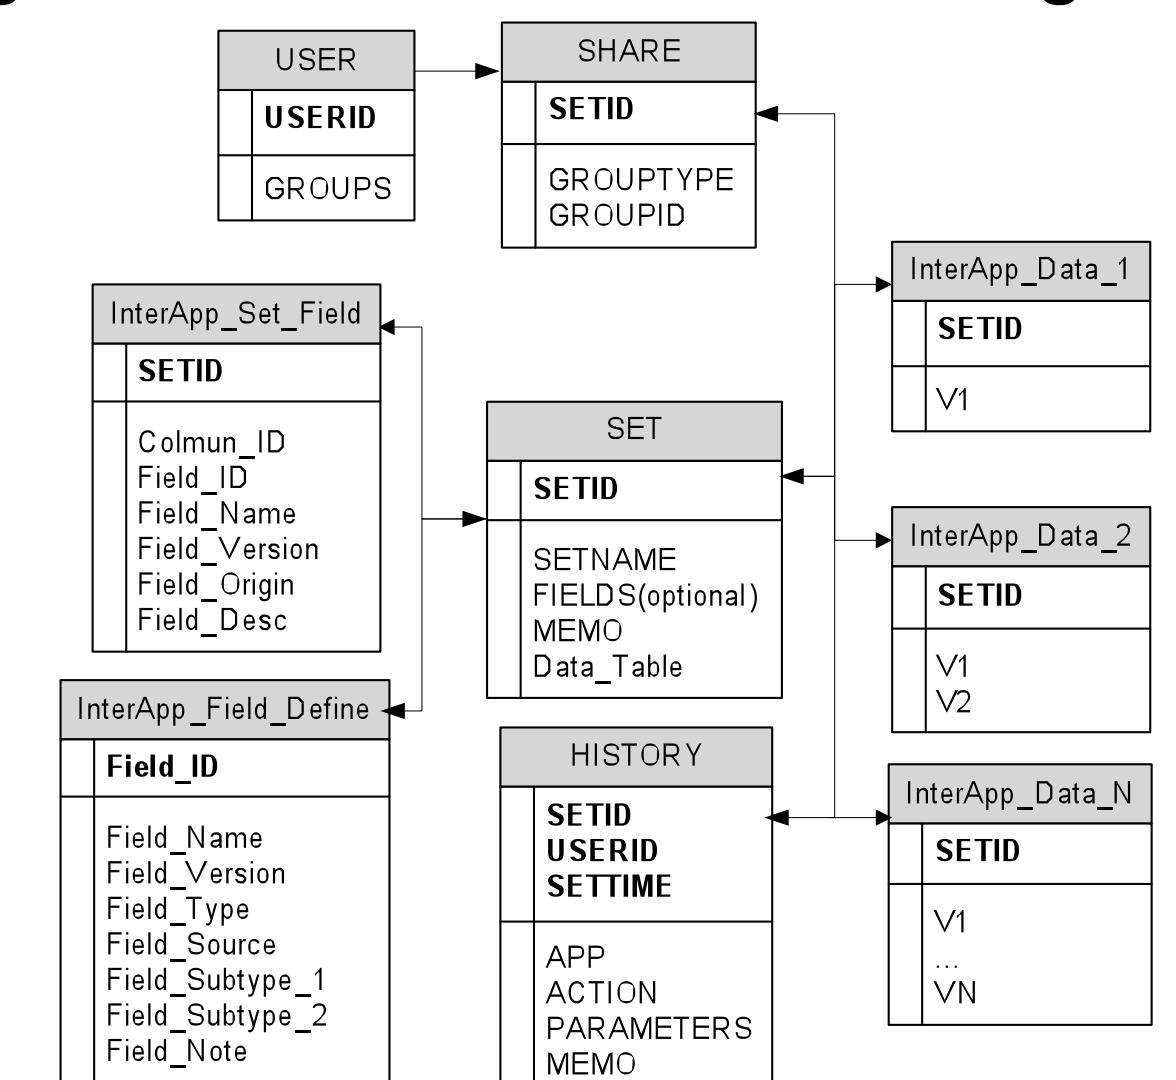 USER
USERID
GROUPS
SHARE
SETID
GROUPTYPE
GROUPID
InterApp_Data_1
SETID
V1
InterApp_Set_Field
SETID
Colmun_ID
Field_ID
Field_Name
Field_Version
Field_Origin
Field_Desc
SET
SETID
SETNAME
FIELDS(optional)
MEMO
Data_Table
InterApp_Data_2
SETID
V1
V2
InterApp_Field_Define
Field_ID
Field_Name
Field_Version
Field_Type
Field_Source
Field_Subtype_1
Field_Subtype_2
Field_Note
HISTORY
SETID
USERID
SETTIME
APP
ACTION
PARAMETERS
MEMO
InterApp_Data_N
SETID
V1
...
VN